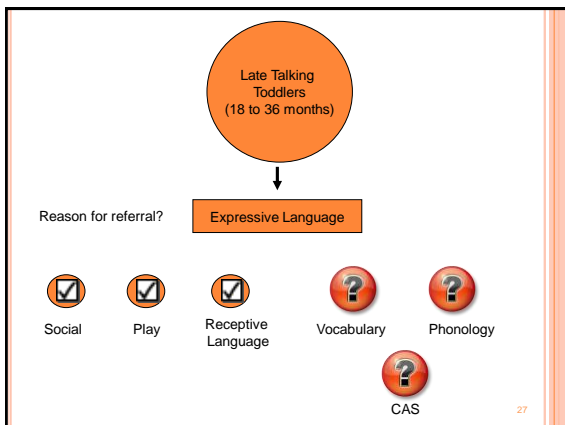 Late Talking
Toddlers
(18 to 36 months)
Reason for referral?
Expressive Language
Social
Play
Receptive
Language
Vocabulary
Phonology
CAS
27